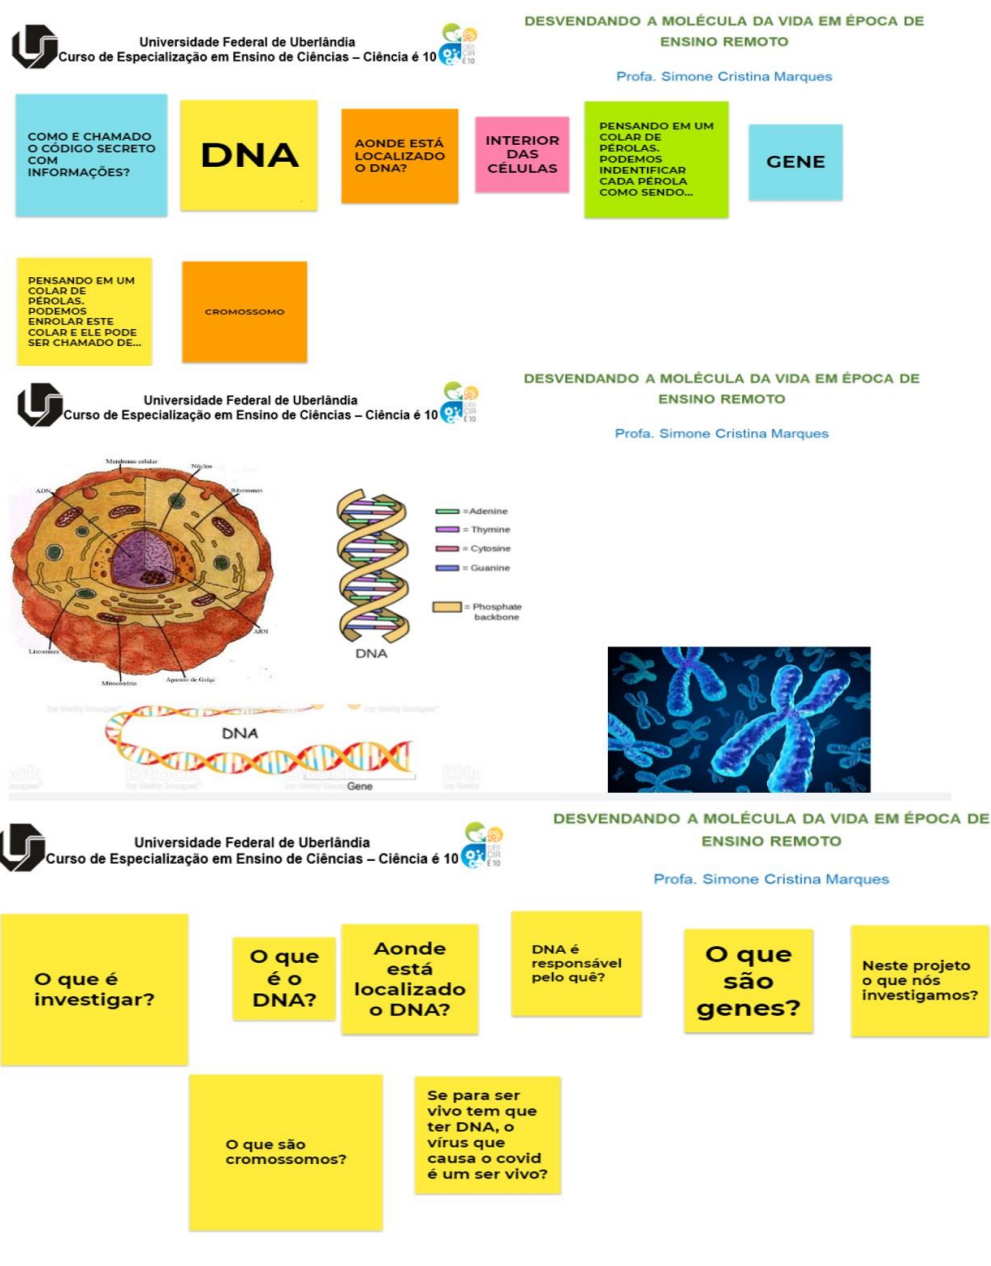 Universidade Federal de Uberlândia
Curso de Especialização em Ensino de Ciências – Ciência é 10
DESVENDANDO A MOLÉCULA DA VIDA EM ÉPOCA DE
ENSINO REMOTO
Profa. Simone Cristina Marques
COMO E CHAMADO
O CÓDIGO SECRETO
COM
INFORMAÇÕES?
DNA
AONDE ESTÁ
LOCALIZADO
O DNA?
INTERIOR
DAS
CÉLULAS
PENSANDO EM UM
COLAR DE
PÉROLAS.
PODEMOS
INDENTIFICAR
CADA PÉROLA
COMO SENDO...
GENE
PENSANDO EM UM
COLAR DE
PÉROLAS.
PODEMOS
ENROLAR ESTE
COLAR E ELE PODE
SER CHAMADO DE...
CROMOSSOMO
Universidade Federal de Uberlândia
Curso de Especialização em Ensino de Ciências – Ciência é 10
DESVENDANDO A MOLÉCULA DA VIDA EM ÉPOCA DE
ENSINO REMOTO
Profa. Simone Cristina Marques
Membrana celular
Núcleo
ADN
Ribosomas
ARN
Lisosomas
Mitocondria
Aparato de Golgi
=Adenine
= Thymine
= Cytosine
= Guanine
= Phosphate
backbone
DNA
DNA
Gene
Universidade Federal de Uberlândia
Curso de Especialização em Ensino de Ciências – Ciência é 10
DESVENDANDO A MOLÉCULA DA VIDA EM ÉPOCA DE
ENSINO REMOTO
Profa. Simone Cristina Marques
O que é
investigar?
O que
é o
DNA?
Aonde
está
localizado
o DNA?
DNA é
responsável
pelo quê?
O que
são
genes?
Neste projeto
o que nós
investigamos?
O que são
cromossomos?
Se para ser
vivo tem que
ter DNA, o
vírus que
causa o covid
é um ser vivo?